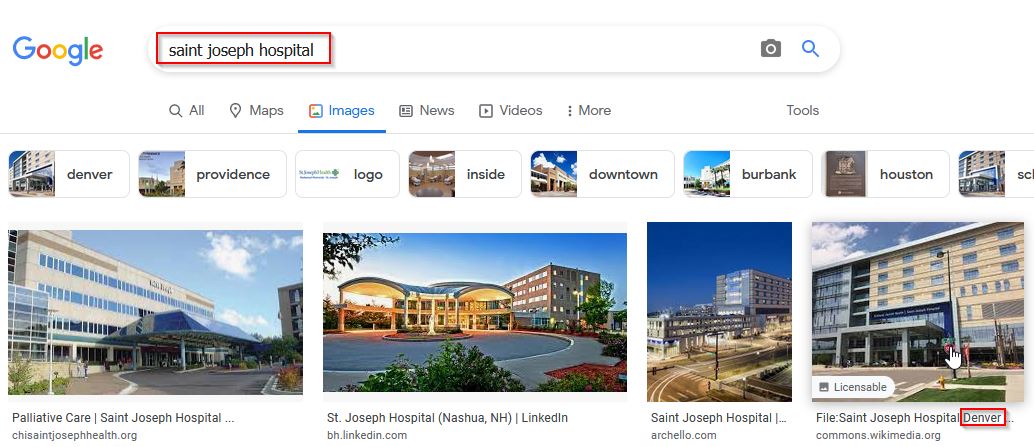 Google
saint joseph hospital
All Maps Images News Videos More Tools
denver providence logo inside downtown burbank houston
Licensable
Palliative Care | Saint Joseph Hospital ... St. Joseph Hospital (Nashua, NH) | LinkedIn Saint Joseph Hospital |... File:Saint Joseph Hospital Denver ...
chisaintjosephhealth.org bh.linkedin.com archello.com commons.wikimedia.org